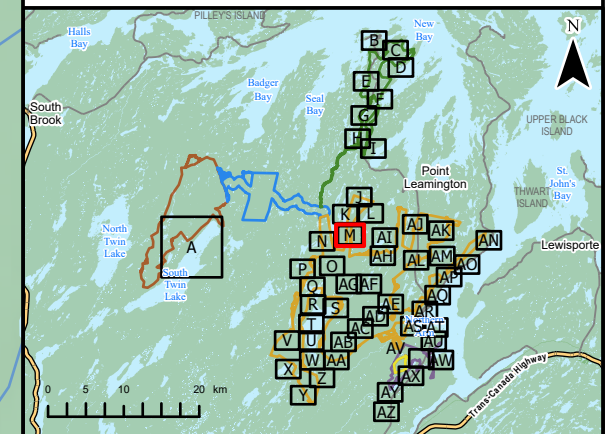 PILLEY'S ISLAND
Halls
Bay
New
Bay
N
B
C
D
Badger
Bay
E
Seal
Bay
F
South
Brook
G
UPPER BLACK
ISLAND
H
I
Point
Leamington
St.
John's
Bay
THWART
ISLAND
J
K
L
AJ
AK
North
Twin
Lake
A
N
M
AI
AN
Lewisporte
AH
AL
AM
AO
P
O
South
Twin
Lake
AP
Q
AG
AF
AQ
R
S
AE
AR
T
AD
AS
AT
AC
V
U
AB
AV
AU
W
AA
AW
X
Z
AX
Y
AY
AZ
Trans-Canada Highway
0 5 10 20 km